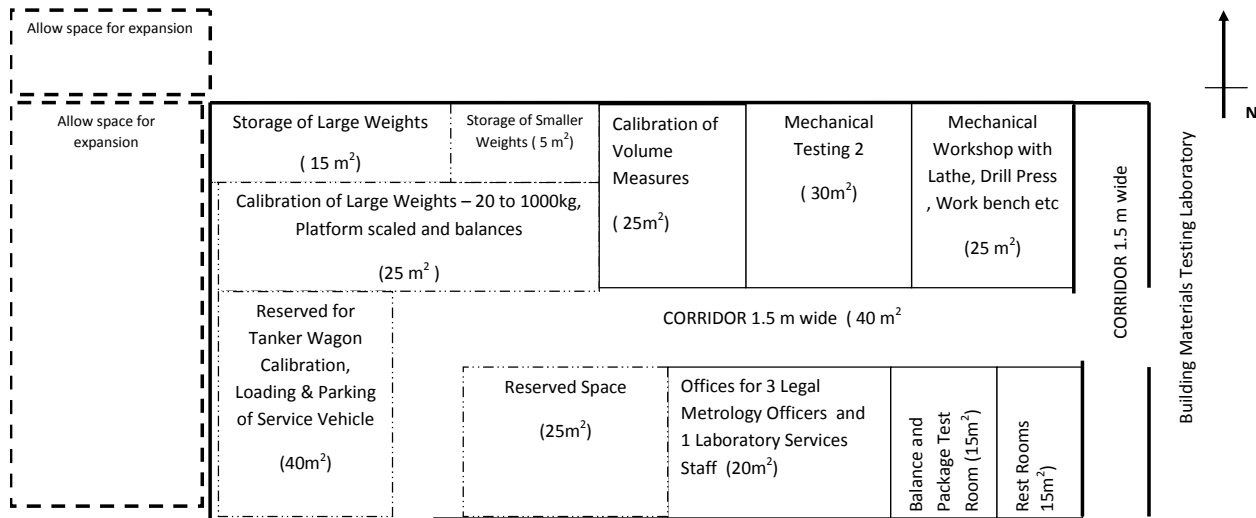 Allow space for expansion
N
Allow space for
expansion
Storage of Large Weights
( 15 m²)
Storage of Smaller
Weights ( 5 m²)
Calibration of
Volume
Measures
( 25m²)
Mechanical
Testing 2
( 30m²)
Mechanical
Workshop with
Lathe, Drill Press
, Work bench etc
(25 m²)
CORRIDOR 1.5 m wide
Building Materials Testing Laboratory
Calibration of Large Weights – 20 to 1000kg,
Platform scaled and balances
(25 m² )
Reserved for
Tanker Wagon
Calibration,
Loading & Parking
of Service Vehicle
(40m²)
CORRIDOR 1.5 m wide ( 40 m²
Reserved Space
(25m²)
Offices for 3 Legal
Metrology Officers and
1 Laboratory Services
Staff (20m²)
Balance and
Package Test
Room (15m²)
Rest Rooms
15m²)